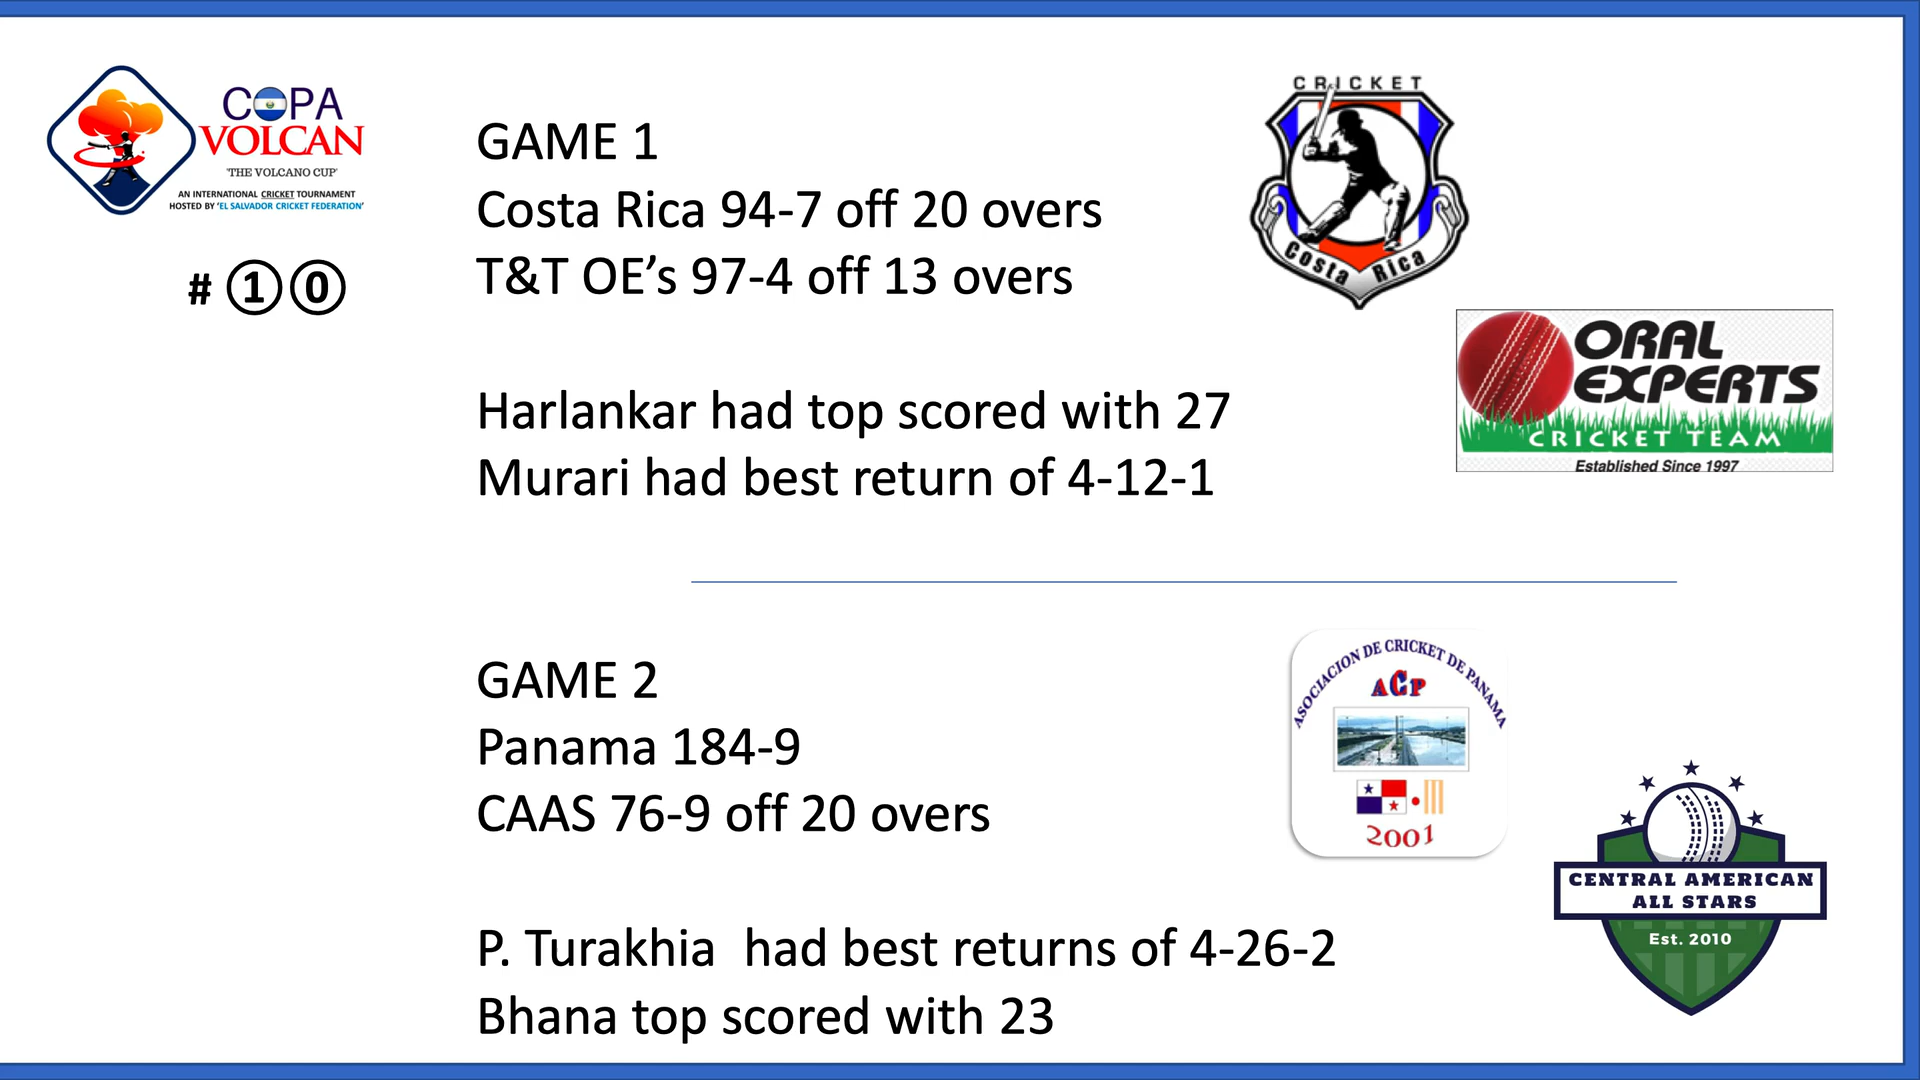 COPA
VOLCAN
'THE VOLCANO CUP'
AN INTERNATIONAL CRICKET TOURNAMENT
HOSTED BY 'EL SALVADOR CRICKET FEDERATION'
# ①⓪
GAME 1
Costa Rica 94-7 off 20 overs
T&T OE’s 97-4 off 13 overs
Harlankar had top scored with 27
Murari had best return of 4-12-1
CRICKET
Costa Rica
ORAL
EXPERTS
CRICKET TEAM
Established Since 1997
GAME 2
Panama 184-9
CAAS 76-9 off 20 overs
P. Turakhia  had best returns of 4-26-2
Bhana top scored with 23
ASOCIACION DE CRICKET DE PANAMA
ACP
2001
CENTRAL AMERICAN
ALL STARS
Est. 2010